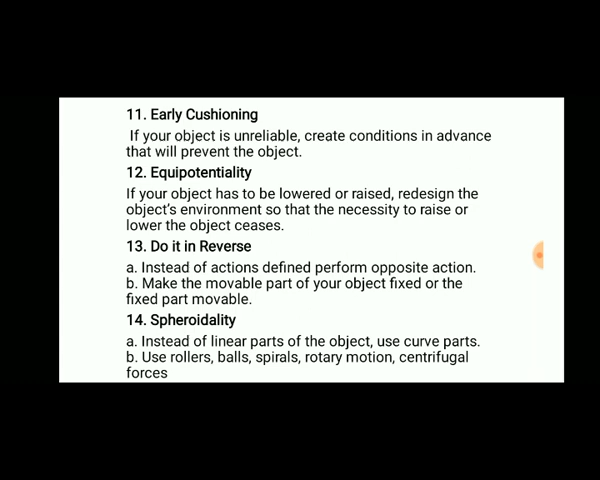 11. Early Cushioning
If your object is unreliable, create conditions in advance
that will prevent the object.
12. Equipotentiality
If your object has to be lowered or raised, redesign the
object's environment so that the necessity to raise or
lower the object ceases.
13. Do it in Reverse
a. Instead of actions defined perform opposite action.
b. Make the movable part of your object fixed or the
fixed part movable.
14. Spheroidality
a. Instead of linear parts of the object, use curve parts.
b. Use rollers, balls, spirals, rotary motion, centrifugal
forces